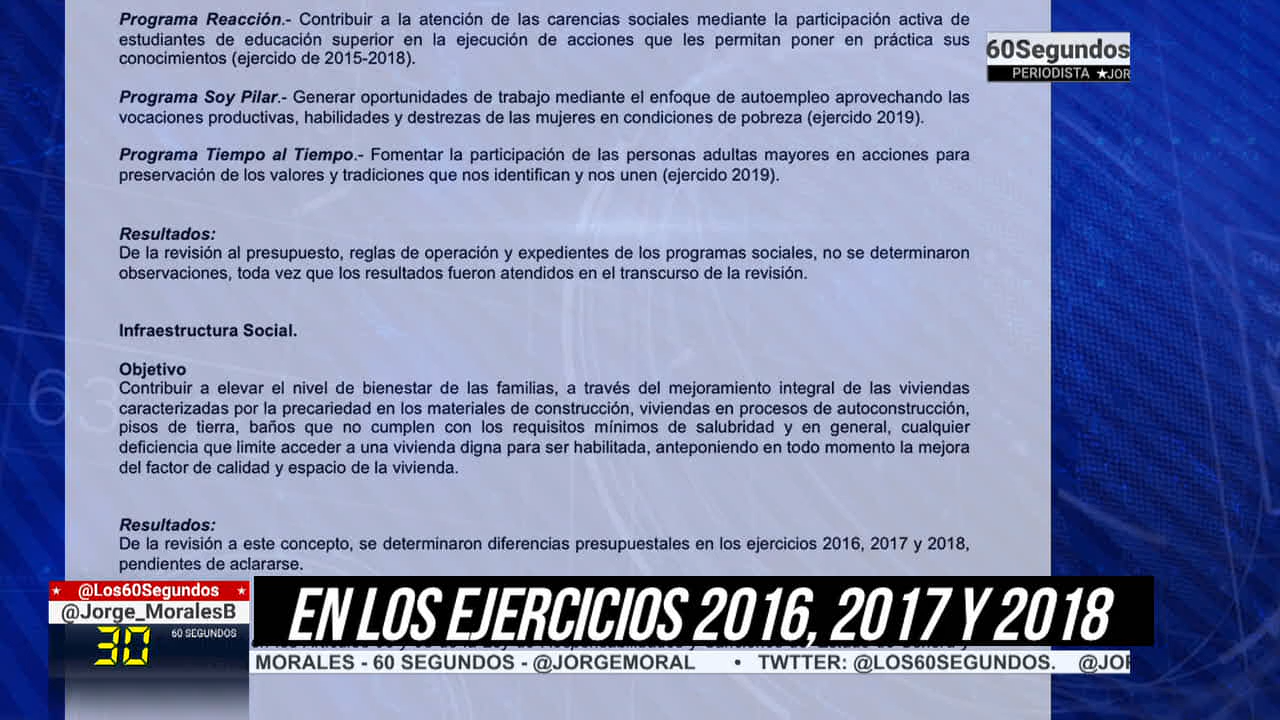 Programa Reacción.- Contribuir a la atención de las carencias sociales mediante la participación activa de
estudiantes de educación superior en la ejecución de acciones que les permitan poner en práctica sus
conocimientos (ejercido de 2015-2018).
60Segundos
PERIODISTA ★JOR
Programa Soy Pilar.- Generar oportunidades de trabajo mediante el enfoque de autoempleo aprovechando las
vocaciones productivas, habilidades y destrezas de las mujeres en condiciones de pobreza (ejercido 2019).
Programa Tiempo al Tiempo.- Fomentar la participación de las personas adultas mayores en acciones para
preservación de los valores y tradiciones que nos identifican y nos unen (ejercido 2019).
Resultados:
De la revisión al presupuesto, reglas de operación y expedientes de los programas sociales, no se determinaron
observaciones, toda vez que los resultados fueron atendidos en el transcurso de la revisión.
Infraestructura Social.
Objetivo
Contribuir a elevar el nivel de bienestar de las familias, a través del mejoramiento integral de las viviendas
caracterizadas por la precariedad en los materiales de construcción, viviendas en procesos de autoconstrucción,
pisos de tierra, baños que no cumplen con los requisitos mínimos de salubridad y en general, cualquier
deficiencia que limite acceder a una vivienda digna para ser habilitada, anteponiendo en todo momento la mejora
del factor de calidad y espacio de la vivienda.
Resultados:
De la revisión a este concepto, se determinaron diferencias presupuestales en los ejercicios 2016, 2017 y 2018,
pendientes de aclararse.
★ @Los60Segundos ★
@Jorge_MoralesB
30 60 SEGUNDOS
EN LOS EJERCICIOS 2016, 2017 Y 2018
MORALES - 60 SEGUNDOS - @JORGEMORAL • TWTTER: @LOS60SEGUNDOS. @JOR